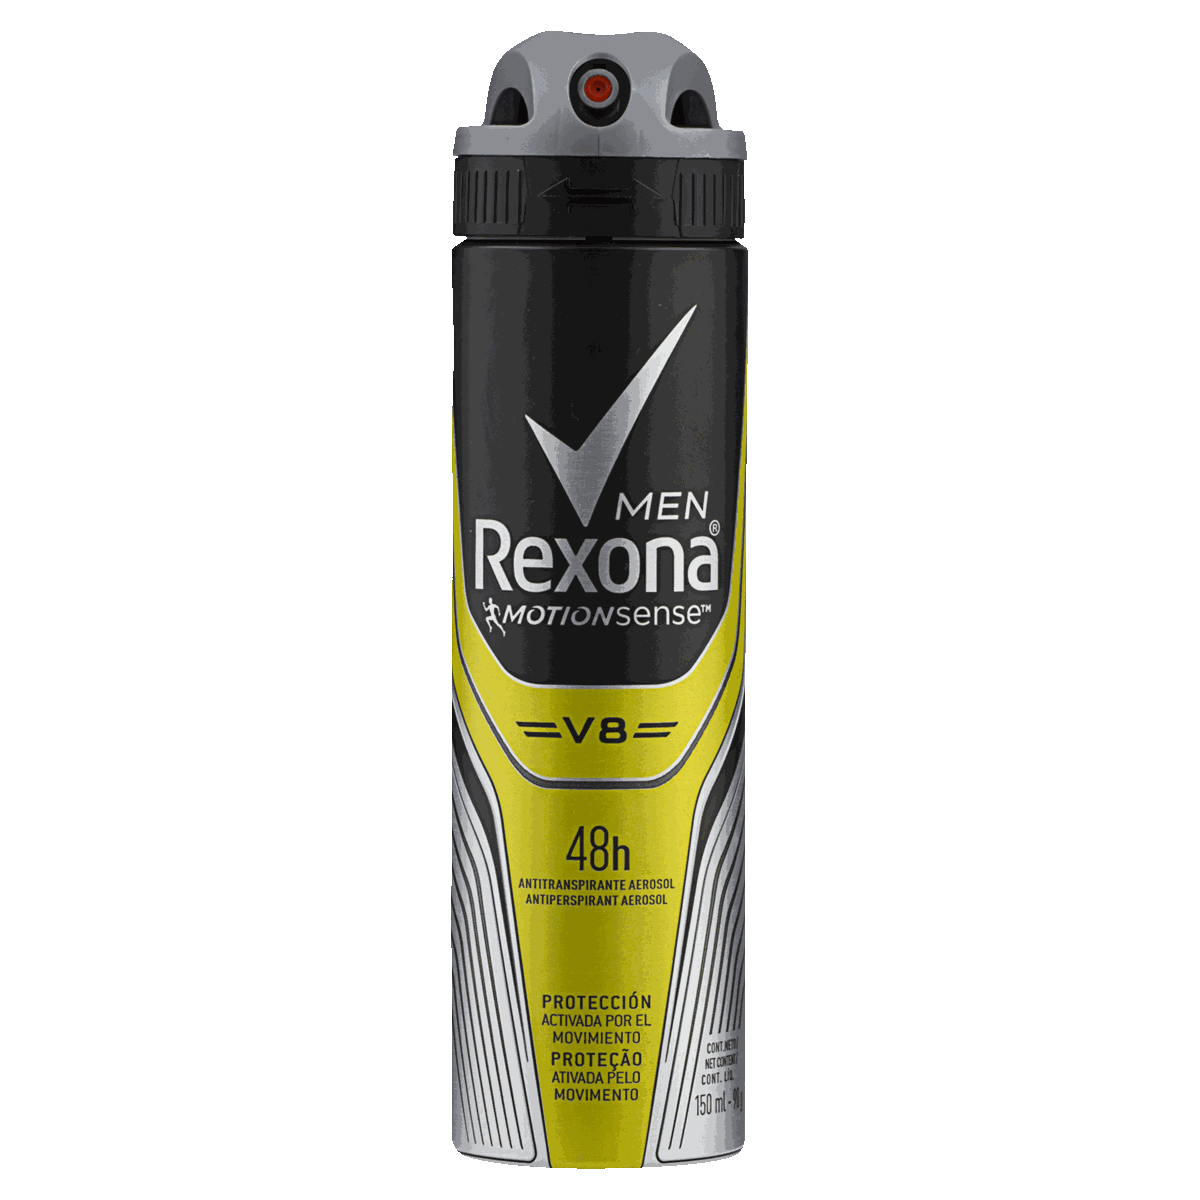 MEN
Rexona®
MOTIONsense™
V8
48h
ANTITRANSPIRANTE AEROSOL
ANTIPERSPIRANT AEROSOL
PROTECCIÓN
ACTIVADA POR EL
MOVIMIENTO
PROTEÇÃO
ATIVADA PELO
MOVIMENTO
CONT. NETO/
NET CONTENT/
CONT. LÍQ.
150 mL - 90 g